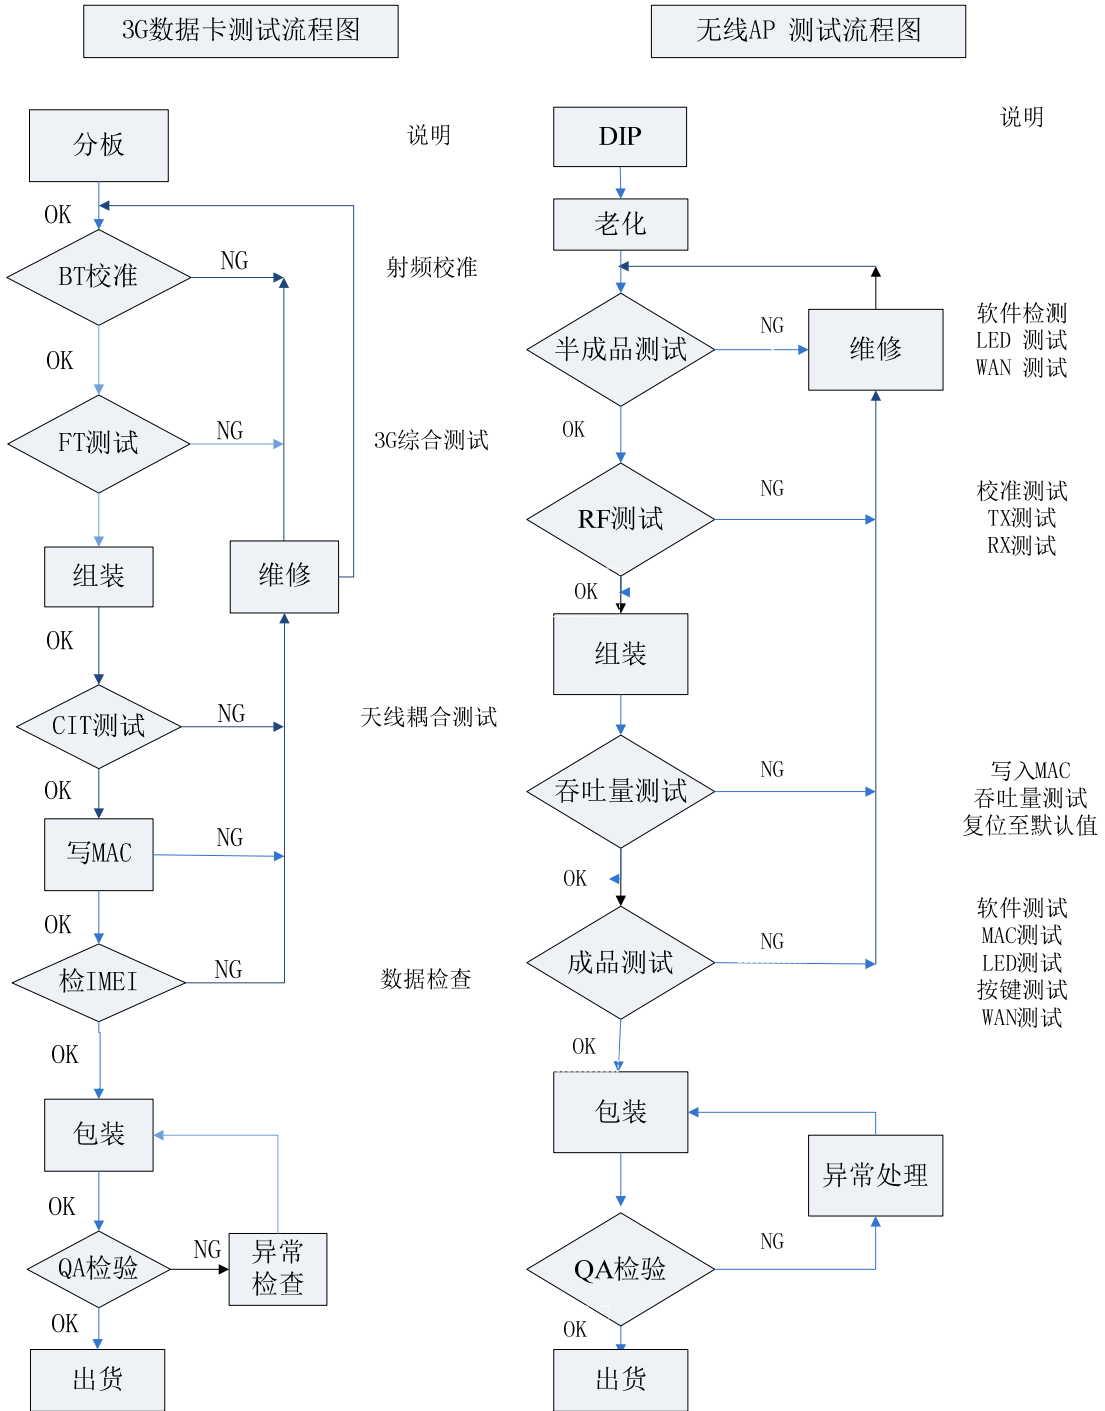 3G数据卡测试流程图
分板
说明
OK
BT校准
NG
射频校准
OK
FT测试
NG
3G综合测试
组装
维修
OK
CIT测试
NG
天线耦合测试
OK
写MAC
NG
OK
检IMEI
NG
数据检查
OK
包装
OK
QA检验
NG
异常
检查
OK
出货
无线AP 测试流程图
DIP
说明
老化
半成品测试
NG
维修
软件检测
LED 测试
WAN 测试
OK
RF测试
NG
校准测试
TX测试
RX测试
OK
组装
吞吐量测试
NG
写入MAC
吞吐量测试
复位至默认值
OK
成品测试
NG
软件测试
MAC测试
LED测试
按键测试
WAN测试
OK
包装
异常处理
QA检验
NG
OK
出货